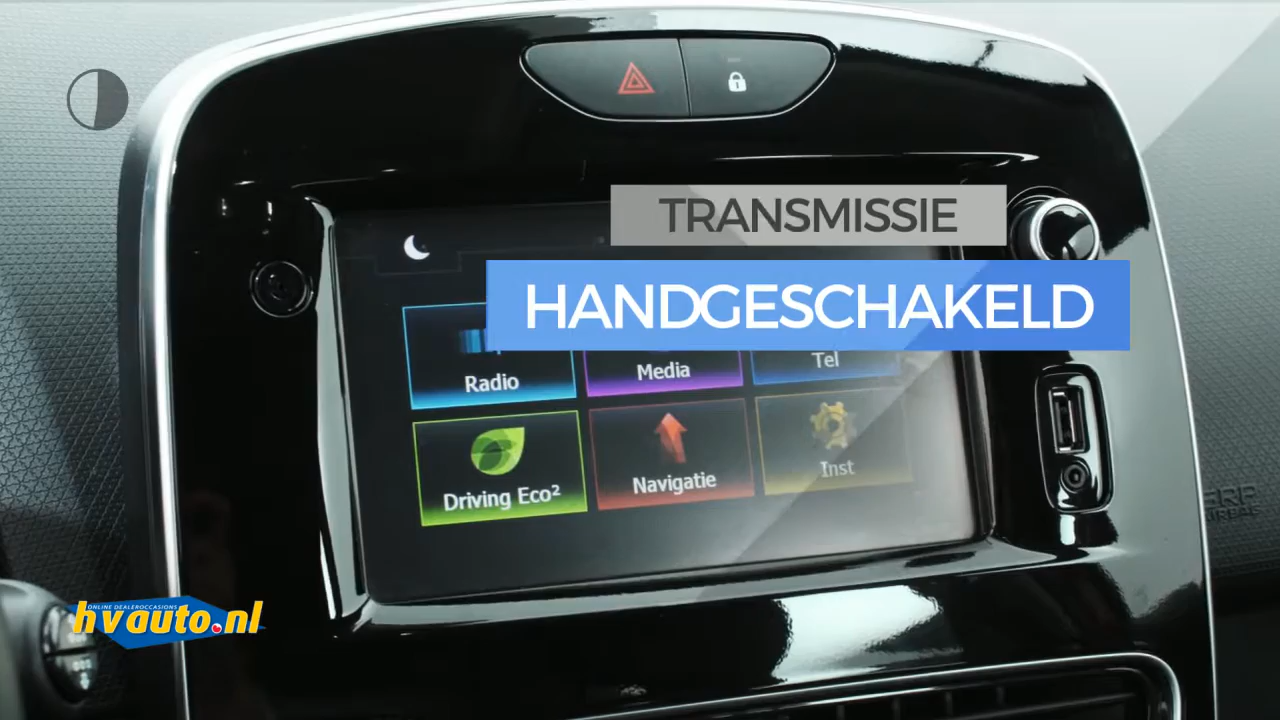 TRANSMISSIE
HANDGESCHAKELD
Radio
Media
Tel
Driving Eco²
Navigatie
Inst
ONLINE DEALEROCCASIONS
hvauto.nl